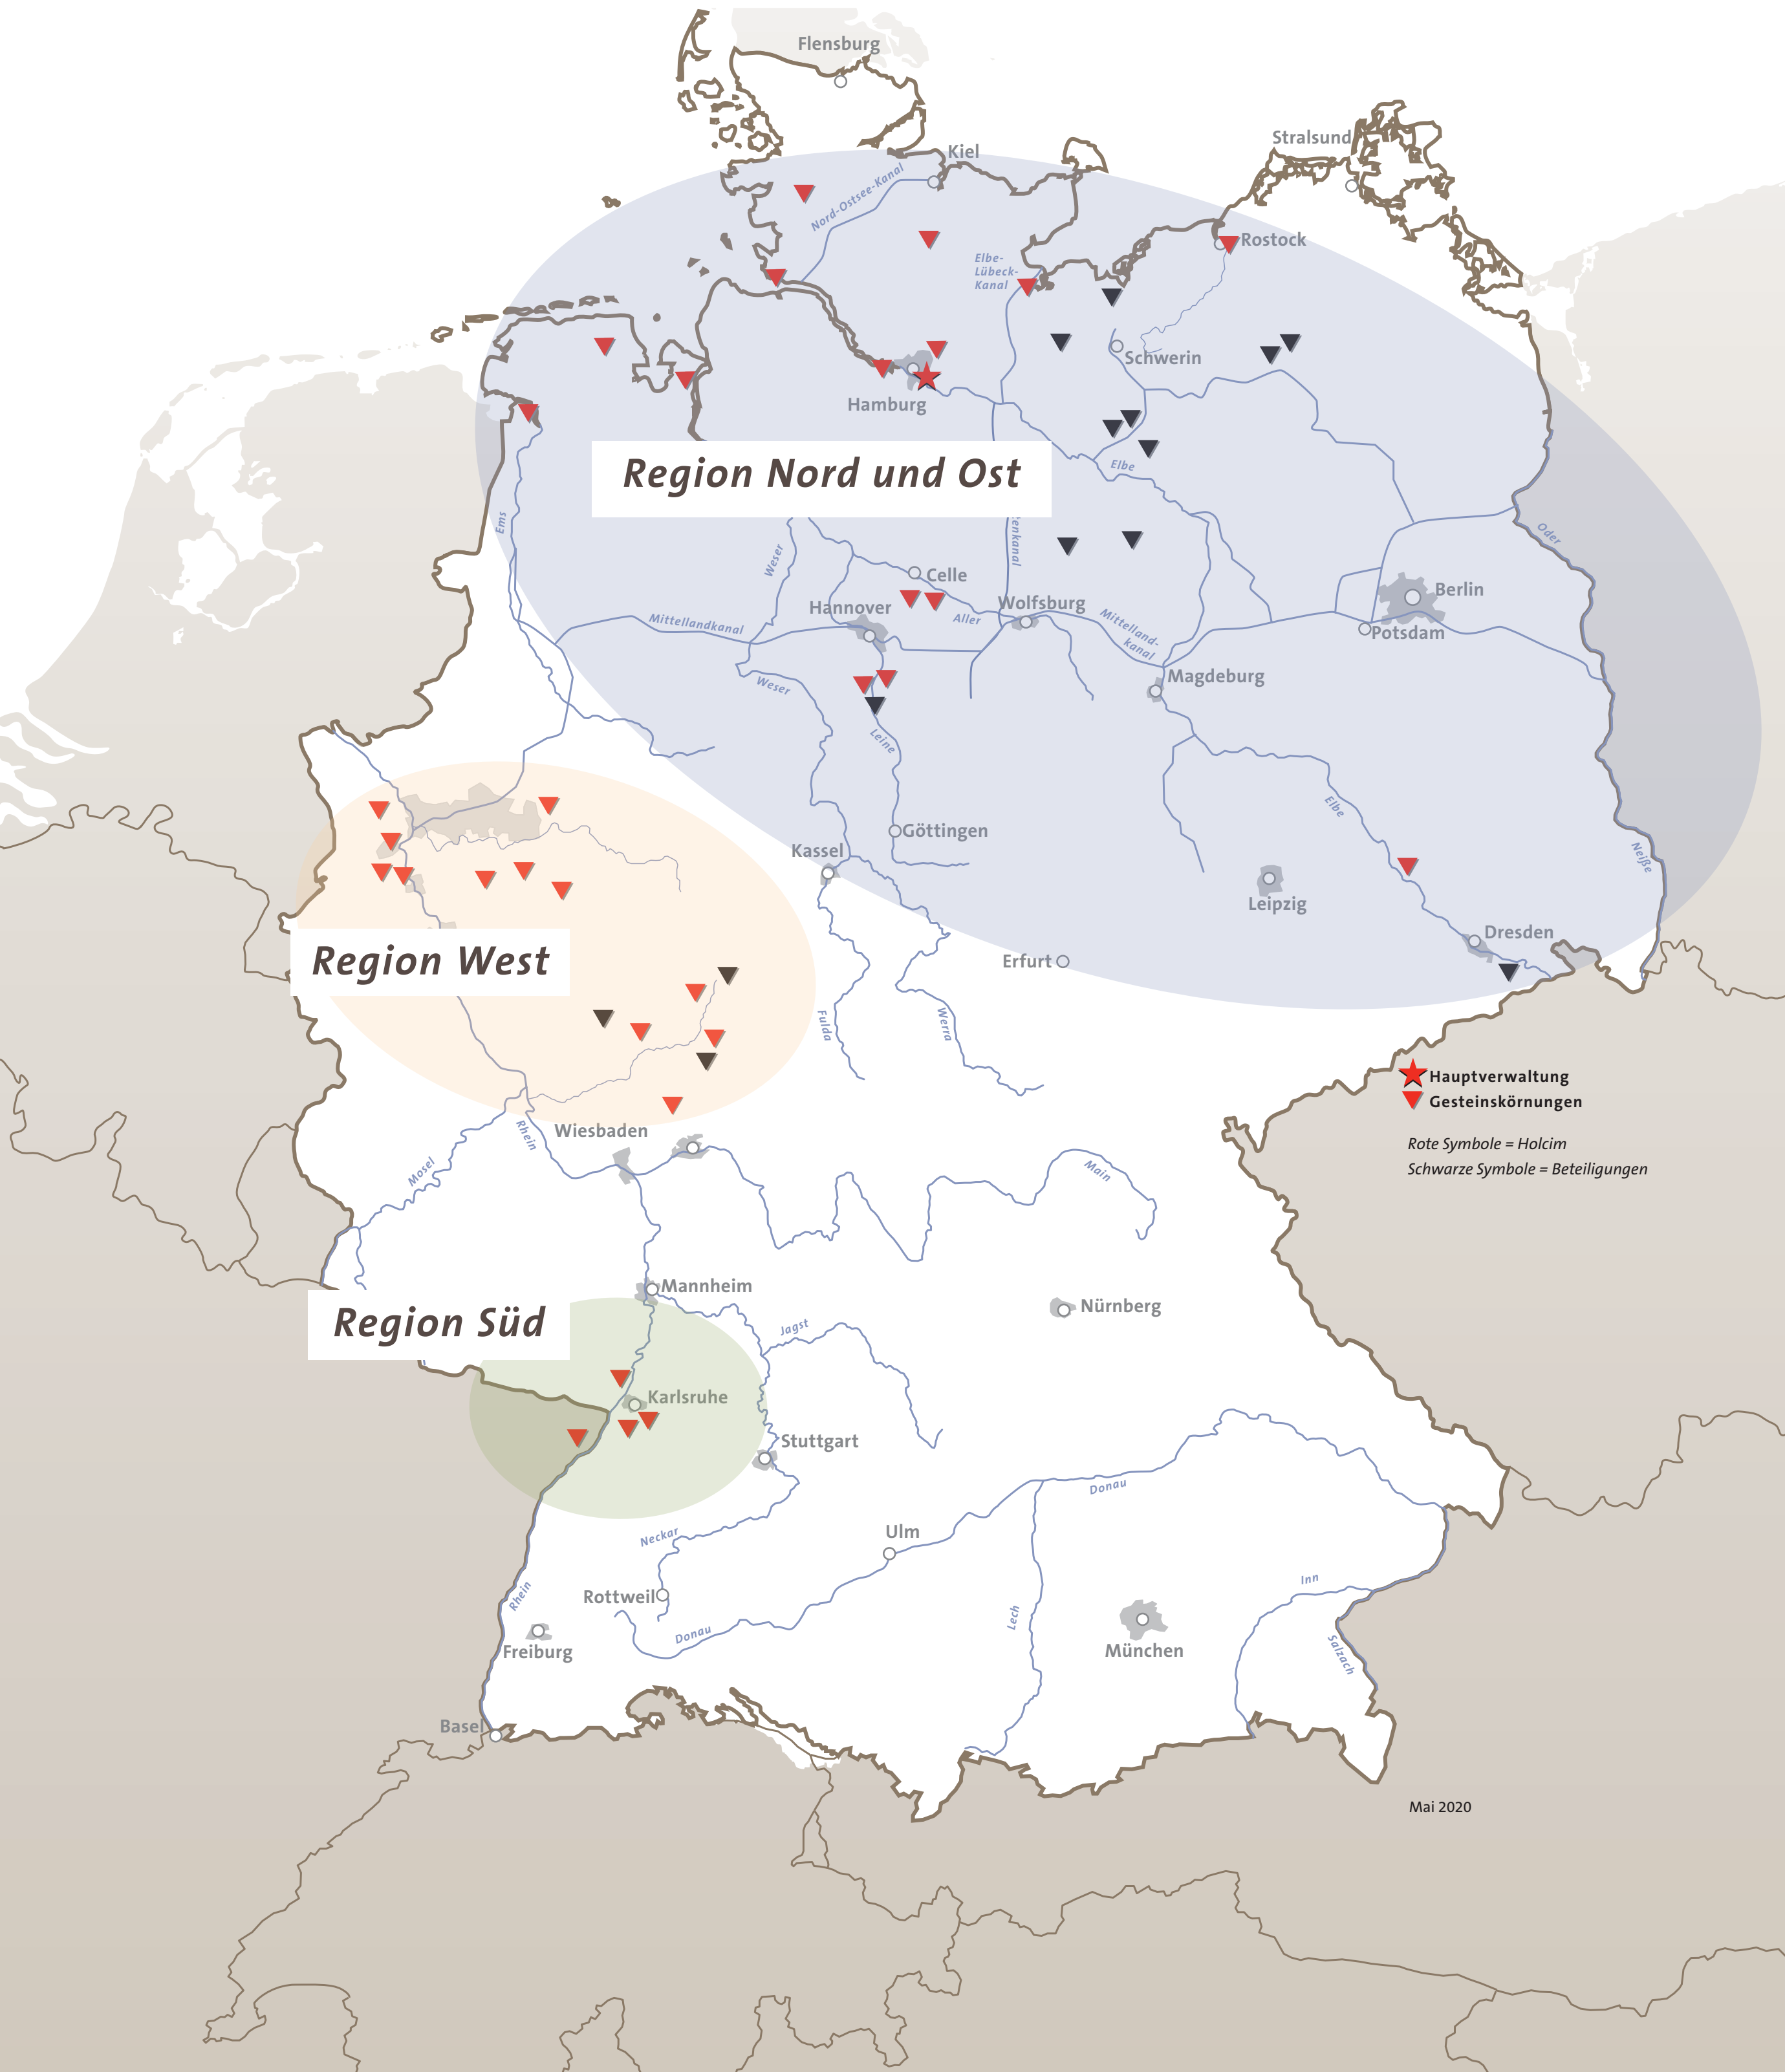 Flensburg
Stralsund
Kiel
Nord-Ostsee-Kanal
Rostock
Elbe-
Lübeck-
Kanal
Schwerin
Hamburg
Region Nord und Ost
Elbe
Ems
Oder
Weser
Celle
Berlin
Hannover
Wolfsburg
Mittellandkanal
Aller
Mittelland-
kanal
Potsdam
Magdeburg
Weser
Leine
Elbe
Göttingen
Kassel
Neiße
Leipzig
Dresden
Region West
Erfurt
Fulda
Werra
Hauptverwaltung
Gesteinskörnungen
Rote Symbole = Holcim
Schwarze Symbole = Beteiligungen
Rhein
Wiesbaden
Mosel
Main
Mannheim
Nürnberg
Region Süd
Jagst
Karlsruhe
Stuttgart
Donau
Neckar
Ulm
Rhein
Rottweil
Inn
Lech
Donau
Freiburg
München
Salzach
Basel
Mai 2020